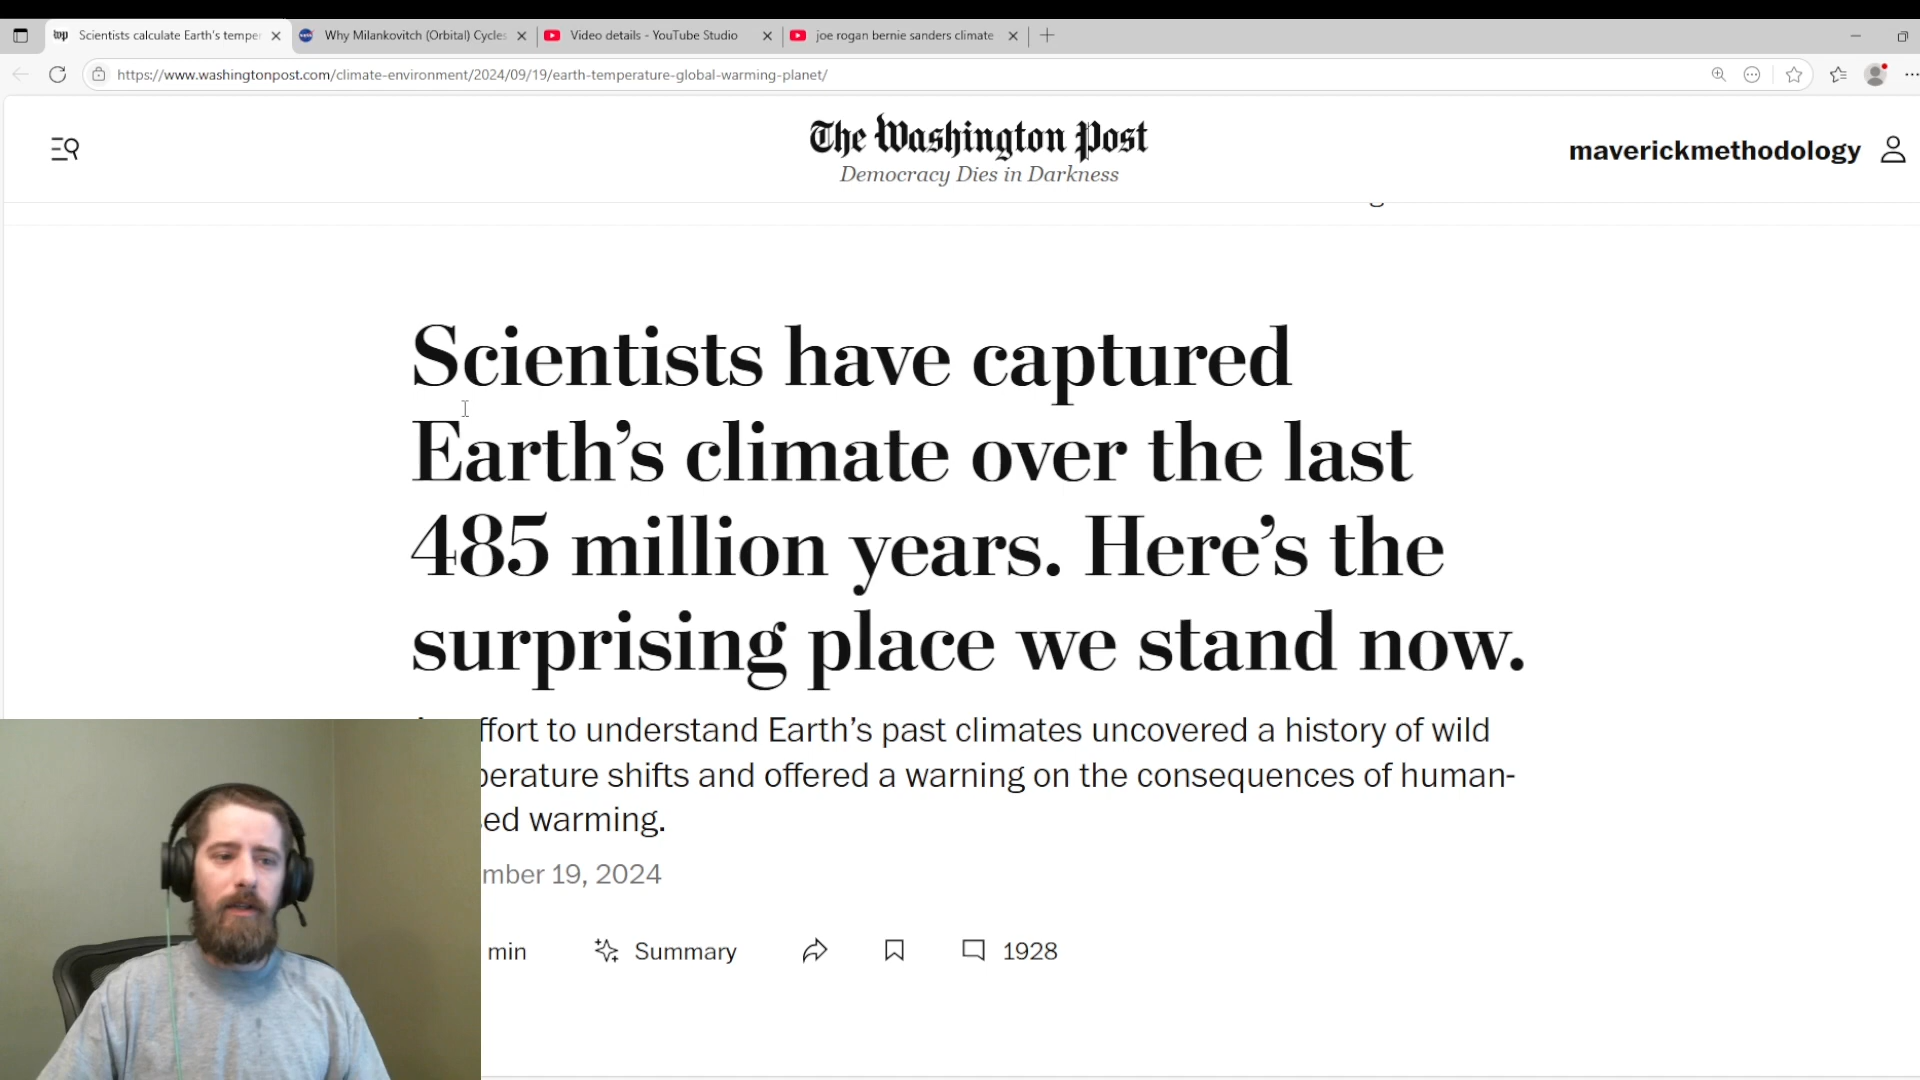 Scientists calculate Earth's temper
Why Milankovitch (Orbital) Cycles
Video details - YouTube Studio
joe rogan bernie sanders climate
https://www.washingtonpost.com/climate-environment/2024/09/19/earth-temperature-global-warming-planet/
The Washington Post
Democracy Dies in Darkness
maverickmethodology
Scientists have captured
Earth’s climate over the last
485 million years. Here’s the
surprising place we stand now.
ffort to understand Earth’s past climates uncovered a history of wild
perature shifts and offered a warning on the consequences of human-
ed warming.
mber 19, 2024
min
Summary
1928